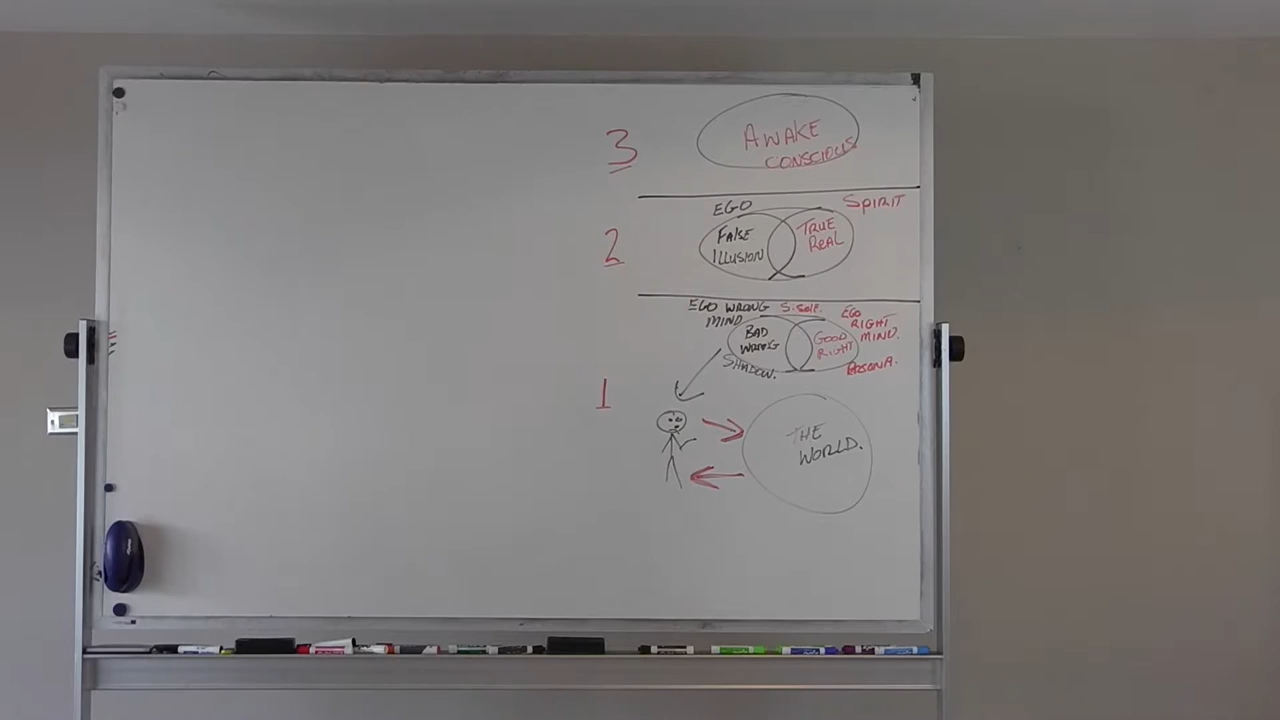 3
AWAKE
CONSCIOUS
EGO
SPIRIT
2
FALSE
ILLUSION
TRUE
REAL
EGO WRONG
MIND
S. SELF.
EGO
RIGHT
MIND.
BAD
WRONG
GOOD
RIGHT
SHADOW.
PERSONA.
1
THE
WORLD.